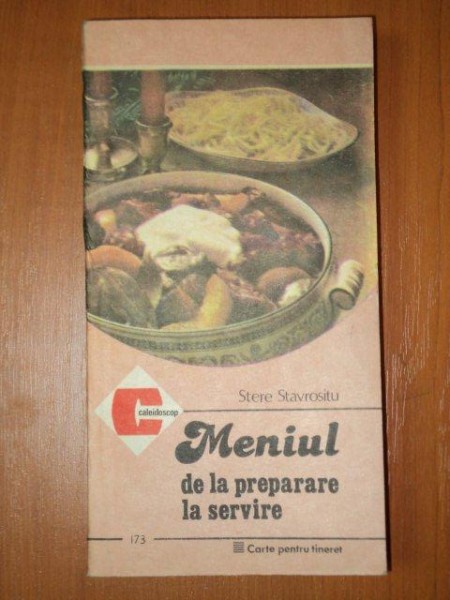 Stere Stavrositu
caleidoscop
Meniul
de la preparare
la servire
173
Carte pentru tineret